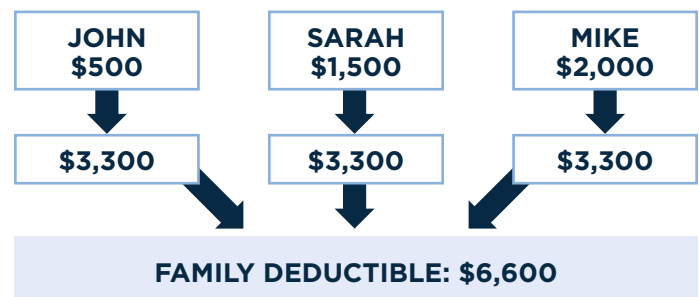 JOHN
$500
SARAH
$1,500
MIKE
$2,000
$3,300
$3,300
$3,300
FAMILY DEDUCTIBLE: $6,600